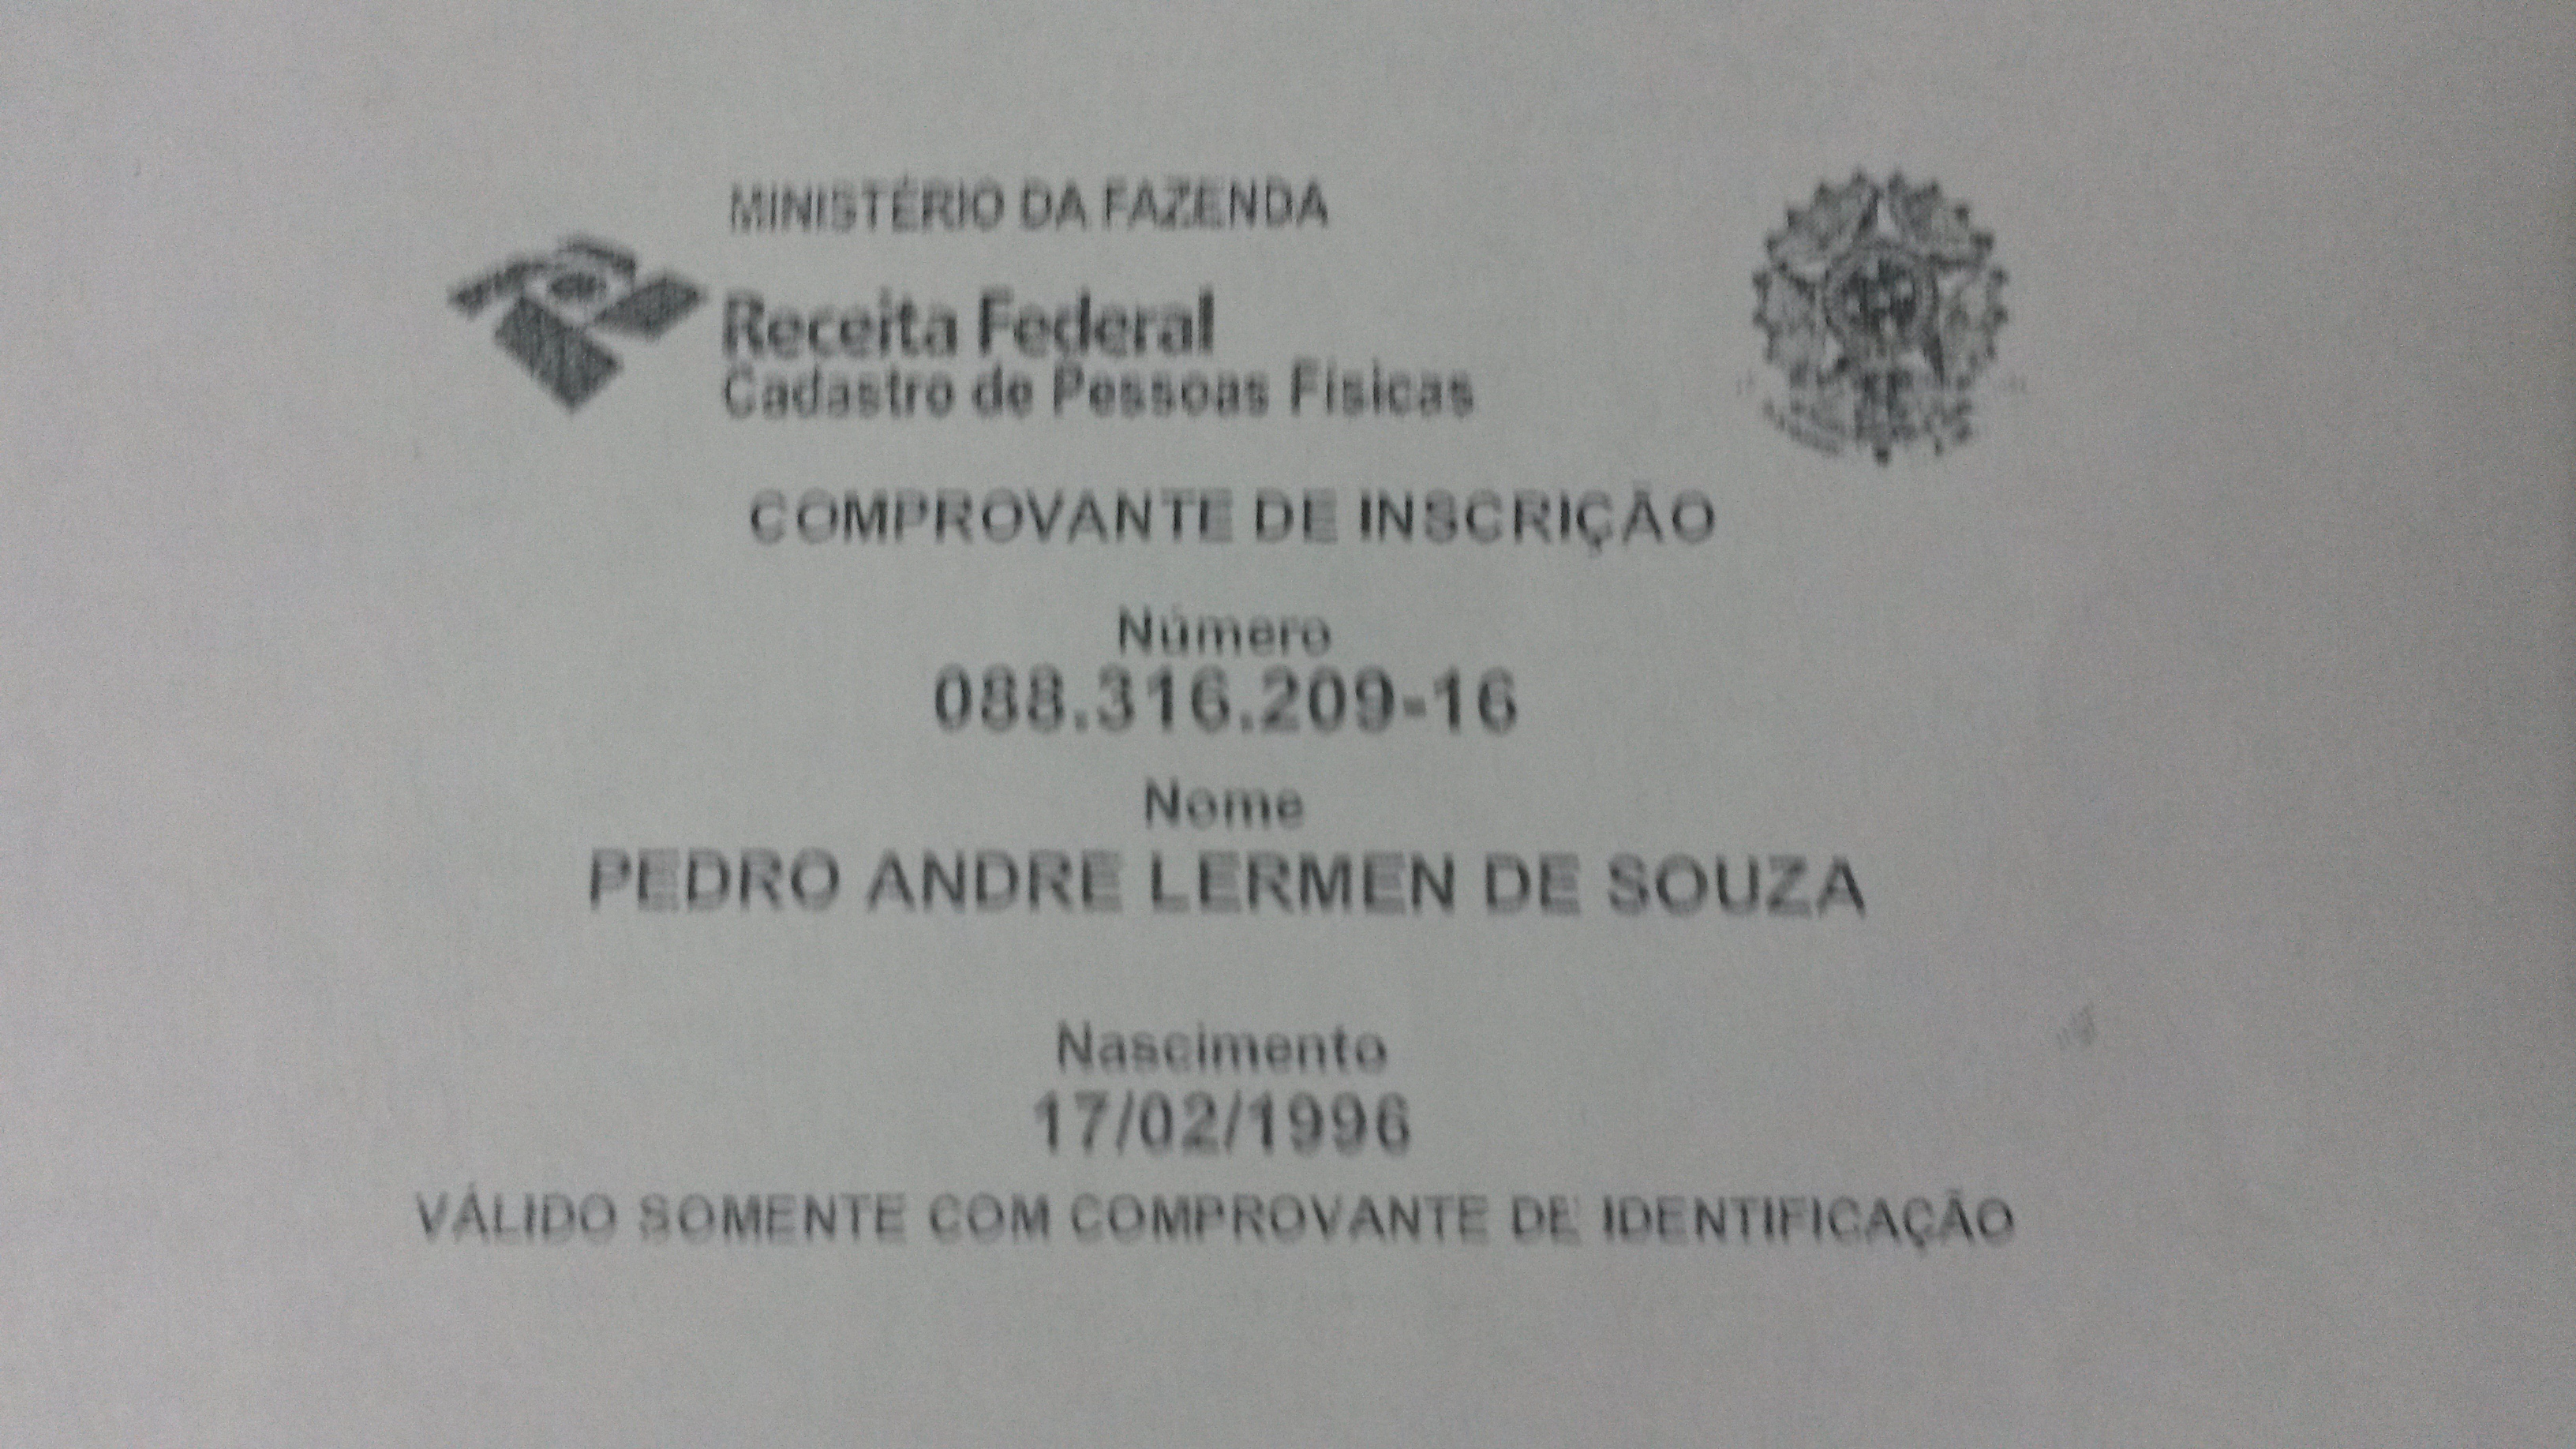 MINISTÉRIO DA FAZENDA
Receita Federal
Cadastro de Pessoas Físicas
COMPROVANTE DE INSCRIÇÃO
Número
088.316.209-16
Nome
PEDRO ANDRE LERMEN DE SOUZA
Nascimento
17/02/1996
VÁLIDO SOMENTE COM COMPROVANTE DE IDENTIFICAÇÃO